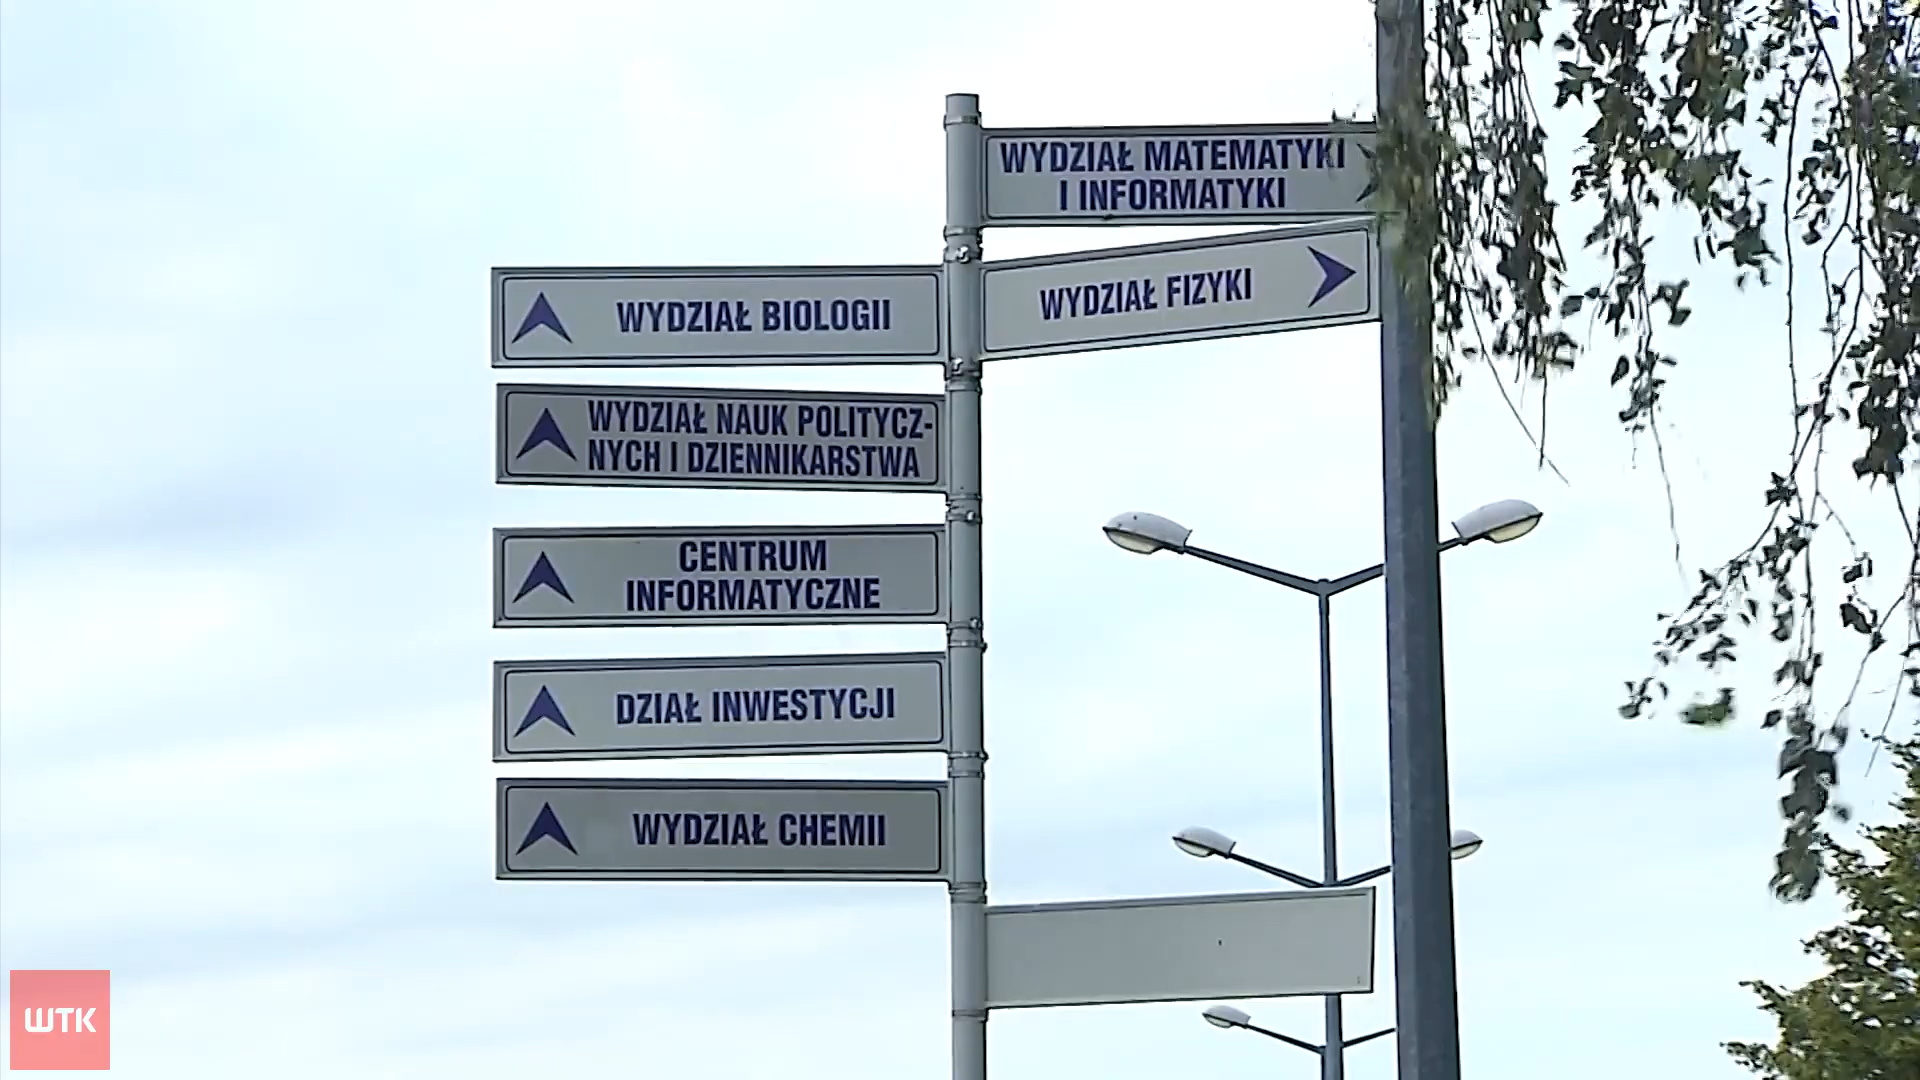 WYDZIAŁ MATEMATYKI
I INFORMATYKI
WYDZIAŁ FIZYKI
WYDZIAŁ BIOLOGII
WYDZIAŁ NAUK POLITYCZ-
NYCH I DZIENNIKARSTWA
CENTRUM
INFORMATYCZNE
DZIAŁ INWESTYCJI
WYDZIAŁ CHEMII
WTK